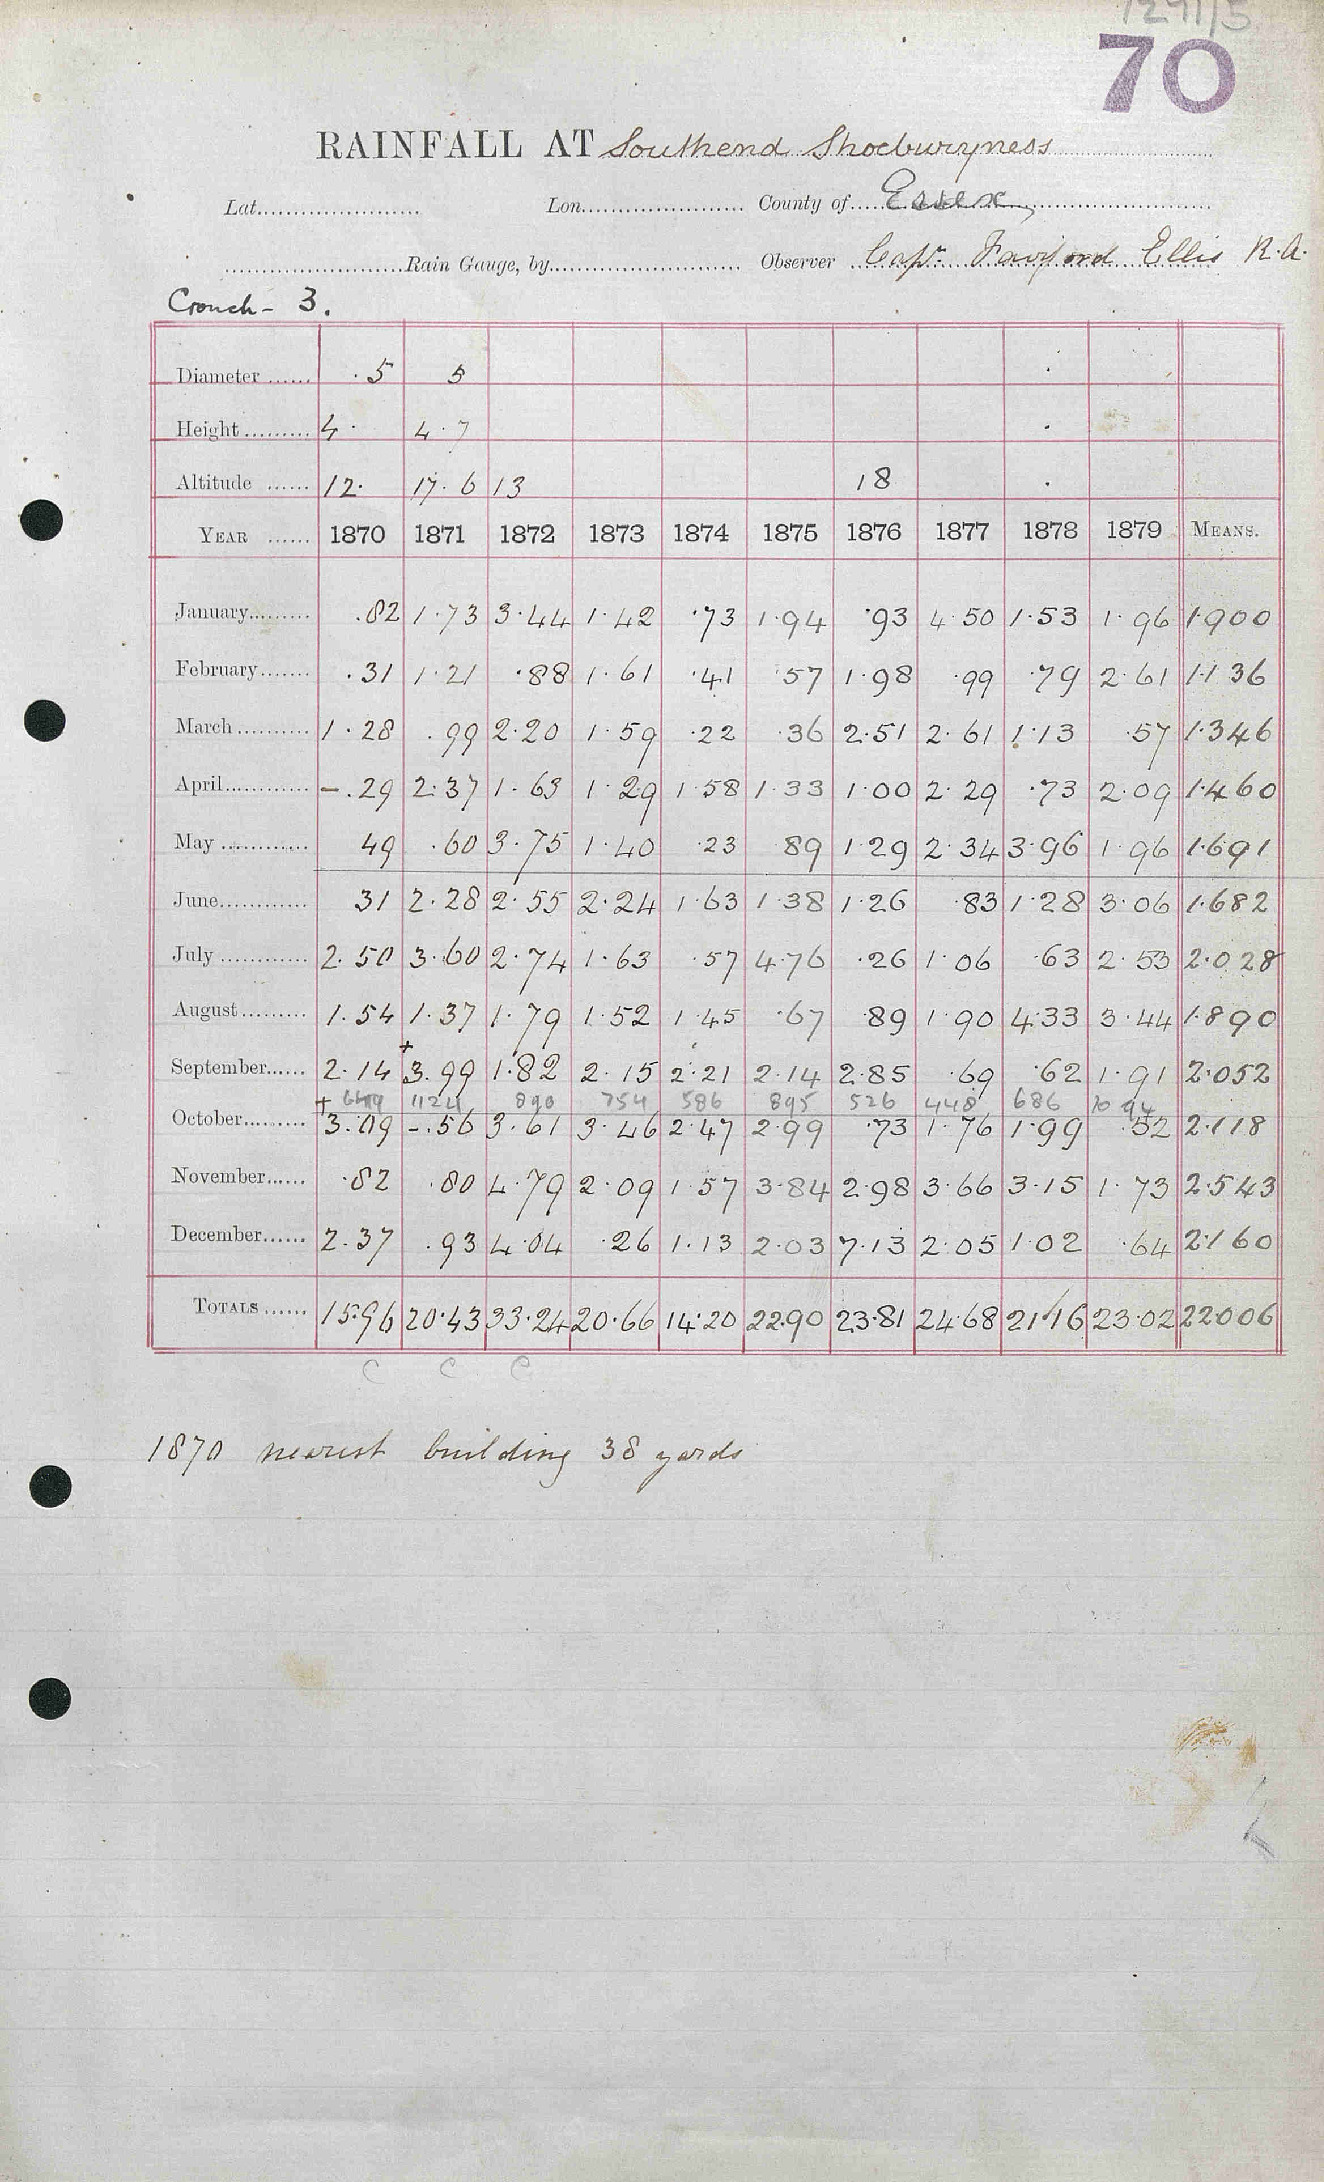 1291/5
70
RAINFALL AT Southend Shoeburyness
Lat. Lon. County of Essex
Rain Gauge, by Observer Capt. Ellis R.A.
Crouch - 3.
Diameter ...... .5 5
Height ......... 4. 4.7
Altitude ...... 12. 17.6 13 18
YEAR ...... 1870 1871 1872 1873 1874 1875 1876 1877 1878 1879 MEANS.
January......... .82 1.73 3.44 1.42 .73 1.94 .93 4.50 1.53 1.96 1.900
February....... .31 1.21 .88 1.61 .41 .57 1.98 .99 .79 2.61 1.136
March .......... 1.28 .99 2.20 1.59 .22 .36 2.51 2.61 1.13 .57 1.346
April............ -.29 2.37 1.63 1.29 1.58 1.33 1.00 2.29 .73 2.09 1.460
May ............ 49 .60 3.75 1.40 .23 89 1.29 2.34 3.96 1.96 1.691
June............ 31 2.28 2.55 2.24 1.63 1.38 1.26 .83 1.28 3.06 1.682
July ............ 2.50 3.60 2.74 1.63 .57 4.76 .26 1.06 .63 2.53 2.028
August......... 1.54 1.37 1.79 1.52 1.45 .67 .89 1.90 4.33 3.44 1.890
September...... 2.14 +3.99 1.82 2.15 2.21 2.14 2.85 .69 .62 1.91 2.052
1124 890 754 586 895 526 448 686 1094
October......... +3.09 -.56 3.61 3.46 2.47 2.99 .73 1.76 1.99 .52 2.118
November...... .82 .80 4.79 2.09 1.57 3.84 2.98 3.66 3.15 1.73 2.543
December...... 2.37 .93 4.04 .26 1.13 2.03 7.13 2.05 1.02 .64 2.160
TOTALS ...... 15.96 20.43 33.24 20.66 14.20 22.90 23.81 24.68 21.16 23.02 22.006
C C C
1870 nearest building 38 yards